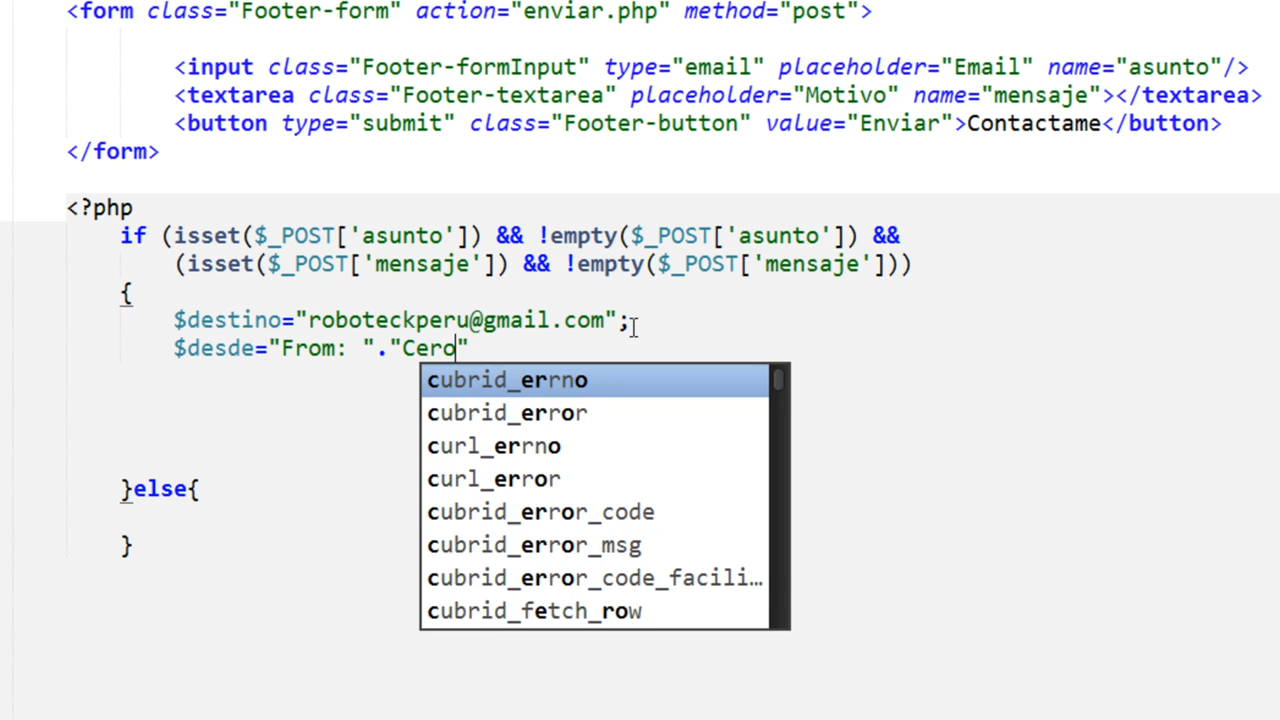 <form class="Footer-form" action="enviar.php" method="post">
<input class="Footer-formInput" type="email" placeholder="Email" name="asunto"/>
<textarea class="Footer-textarea" placeholder="Motivo" name="mensaje"></textarea>
<button type="submit" class="Footer-button" value="Enviar">Contactame</button>
</form>
<?php
if (isset($_POST['asunto']) && !empty($_POST['asunto']) &&
(isset($_POST['mensaje']) && !empty($_POST['mensaje']))
{
$destino="roboteckperu@gmail.com";
$desde="From: "."Cero"
cubrid_errno
cubrid_error
curl_errno
curl_error
cubrid_error_code
cubrid_error_msg
cubrid_error_code_facili…
cubrid_fetch_row
}else{
}